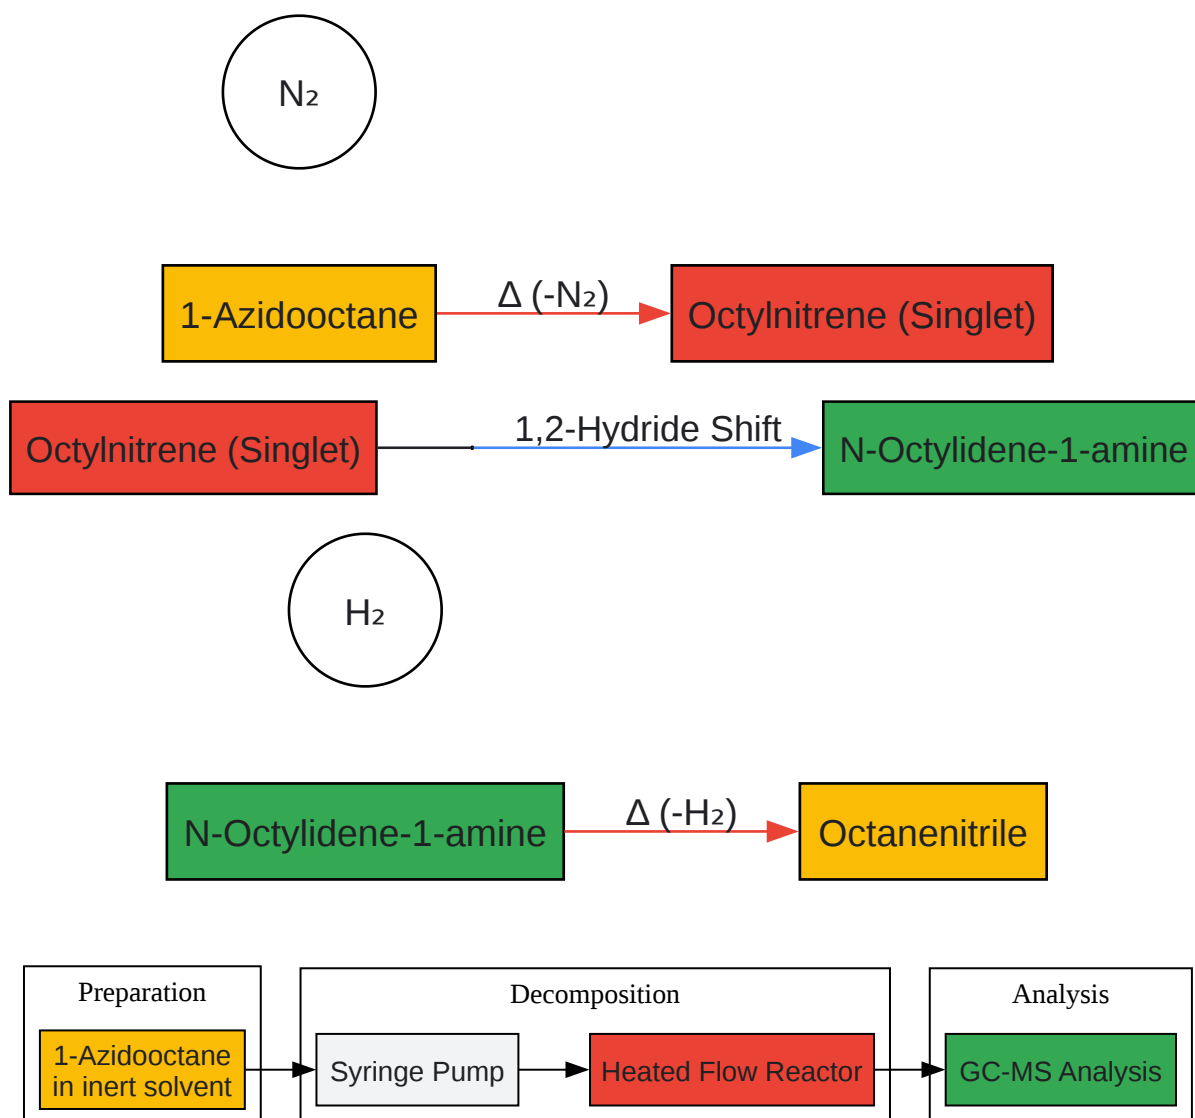 N₂
Δ (-N₂)
1-Azidooctane
Octylnitrene (Singlet)
1,2-Hydride Shift
Octylnitrene (Singlet)
N-Octylidene-1-amine
H₂
Δ (-H₂)
N-Octylidene-1-amine
Octanenitrile
Preparation
Decomposition
Analysis
1-Azidooctane
in inert solvent
Syringe Pump
Heated Flow Reactor
GC-MS Analysis